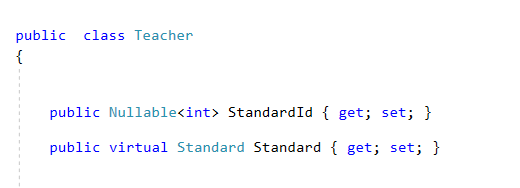 public  class Teacher
{
public Nullable<int> StandardId { get; set; }
public virtual Standard Standard { get; set; }